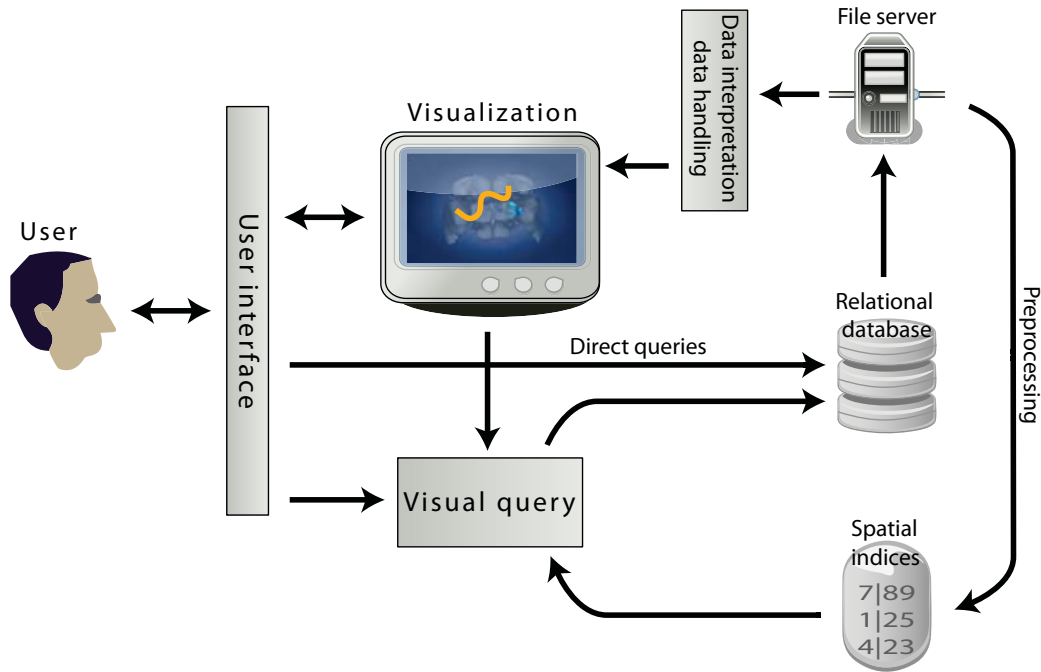 File server
Data interpretation
data handling
Visualization
User
User interface
Relational
database
Direct queries
Preprocessing
Visual query
Spatial
indices
7|89
1|25
4|23